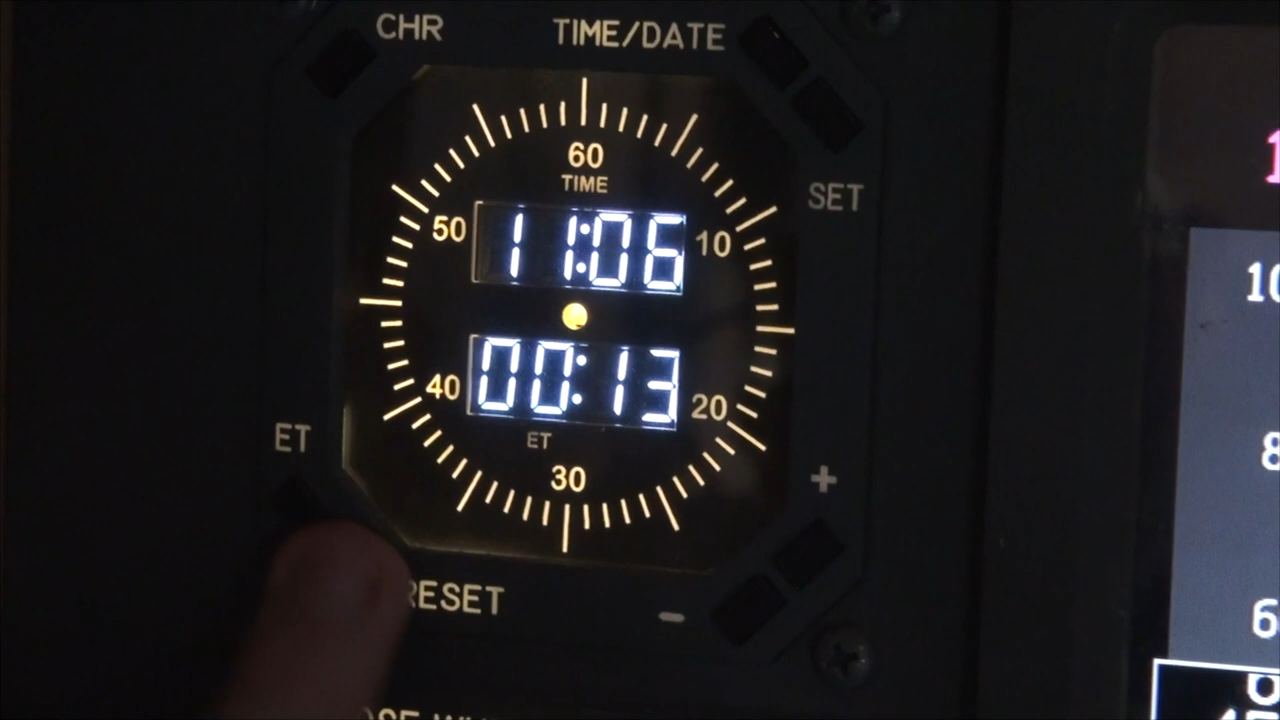 CHR
TIME/DATE
60
TIME
50
11:06
10
SET
40
00:13
20
ET
ET
30
+
RESET
-
10
8
6